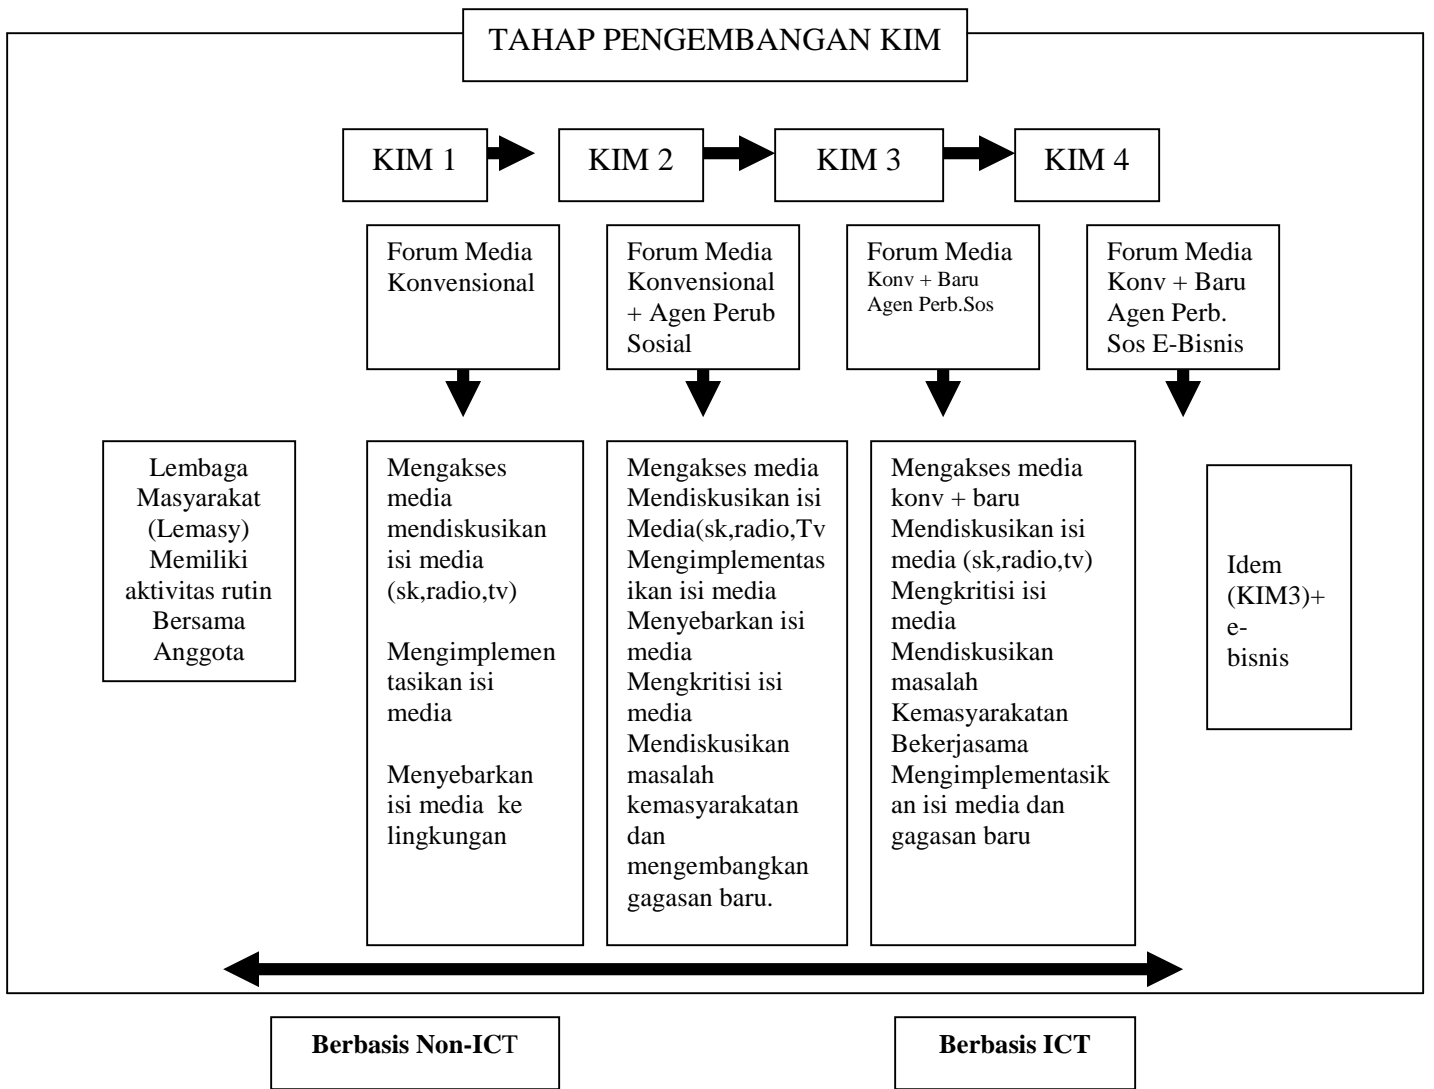 TAHAP PENGEMBANGAN KIM
KIM 1
KIM 2
KIM 3
KIM 4
Forum Media
Konvensional
Forum Media
Konvensional
+ Agen Perub
Sosial
Forum Media
Konv + Baru
Agen Perb.Sos
Forum Media
Konv + Baru
Agen Perb.
Sos E-Bisnis
Lembaga
Masyarakat
(Lemasy)
Memiliki
aktivitas rutin
Bersama
Anggota
Mengakses
media
mendiskusikan
isi media
(sk,radio,tv)
Mengimplemen
tasikan isi
media
Menyebarkan
isi media  ke
lingkungan
Mengakses media
Mendiskusikan isi
Media(sk,radio,Tv
Mengimplementas
ikan isi media
Menyebarkan isi
media
Mengkritisi isi
media
Mendiskusikan
masalah
kemasyarakatan
dan
mengembangkan
gagasan baru.
Mengakses media
konv + baru
Mendiskusikan isi
media (sk,radio,tv)
Mengkritisi isi
media
Mendiskusikan
masalah
Kemasyarakatan
Bekerjasama
Mengimplementasik
an isi media dan
gagasan baru
Idem
(KIM3)+
e-
bisnis
Berbasis Non-ICT
Berbasis ICT